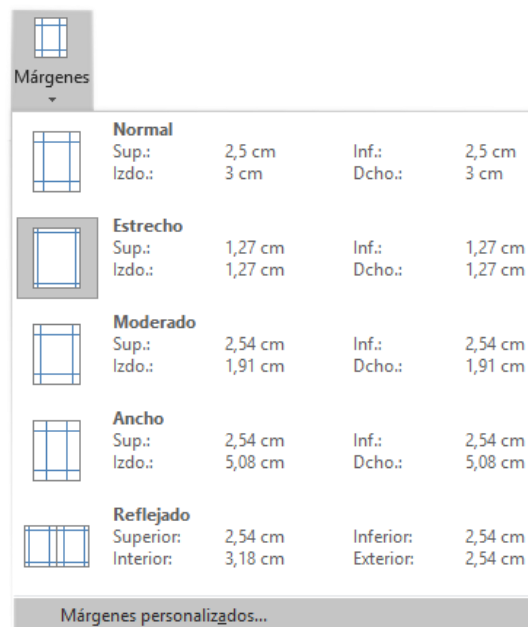 Márgenes
Normal
Sup.: 2,5 cm Inf.: 2,5 cm
Izdo.: 3 cm Dcho.: 3 cm
Estrecho
Sup.: 1,27 cm Inf.: 1,27 cm
Izdo.: 1,27 cm Dcho.: 1,27 cm
Moderado
Sup.: 2,54 cm Inf.: 2,54 cm
Izdo.: 1,91 cm Dcho.: 1,91 cm
Ancho
Sup.: 2,54 cm Inf.: 2,54 cm
Izdo.: 5,08 cm Dcho.: 5,08 cm
Reflejado
Superior: 2,54 cm Inferior: 2,54 cm
Interior: 3,18 cm Exterior: 2,54 cm
Márgenes personalizados...